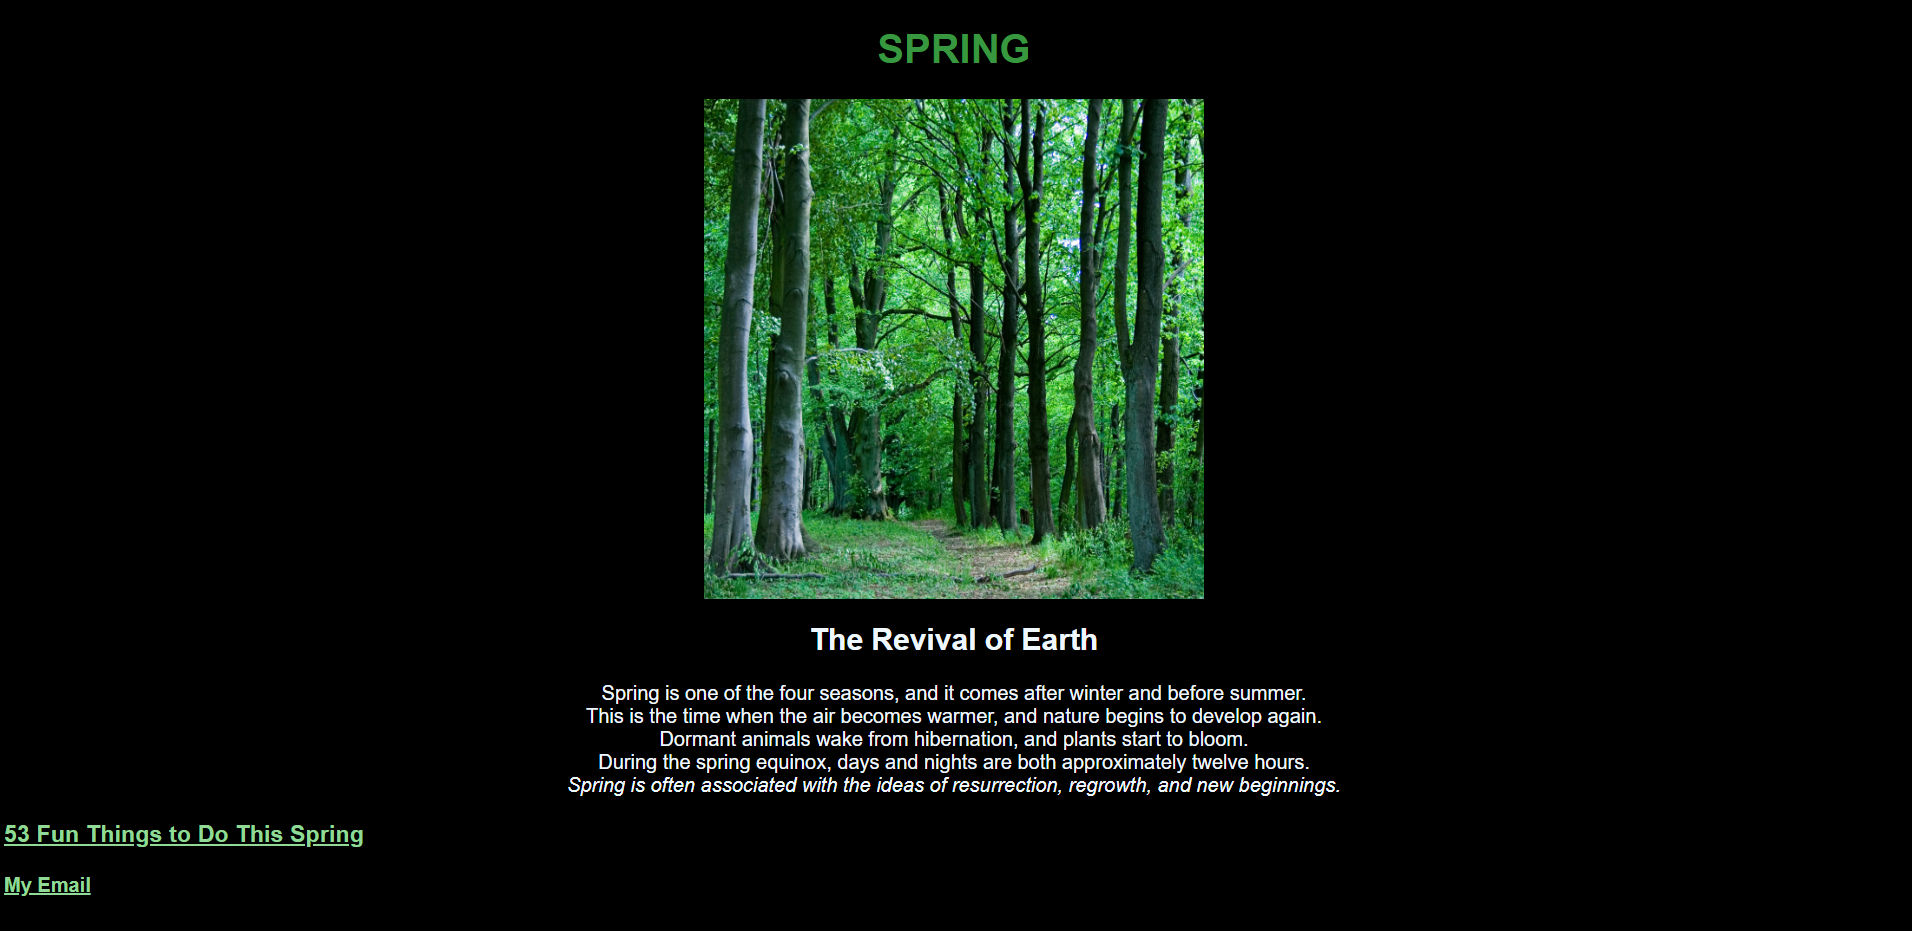 SPRING
The Revival of Earth
Spring is one of the four seasons, and it comes after winter and before summer.
This is the time when the air becomes warmer, and nature begins to develop again.
Dormant animals wake from hibernation, and plants start to bloom.
During the spring equinox, days and nights are both approximately twelve hours.
Spring is often associated with the ideas of resurrection, regrowth, and new beginnings.
53 Fun Things to Do This Spring
My Email